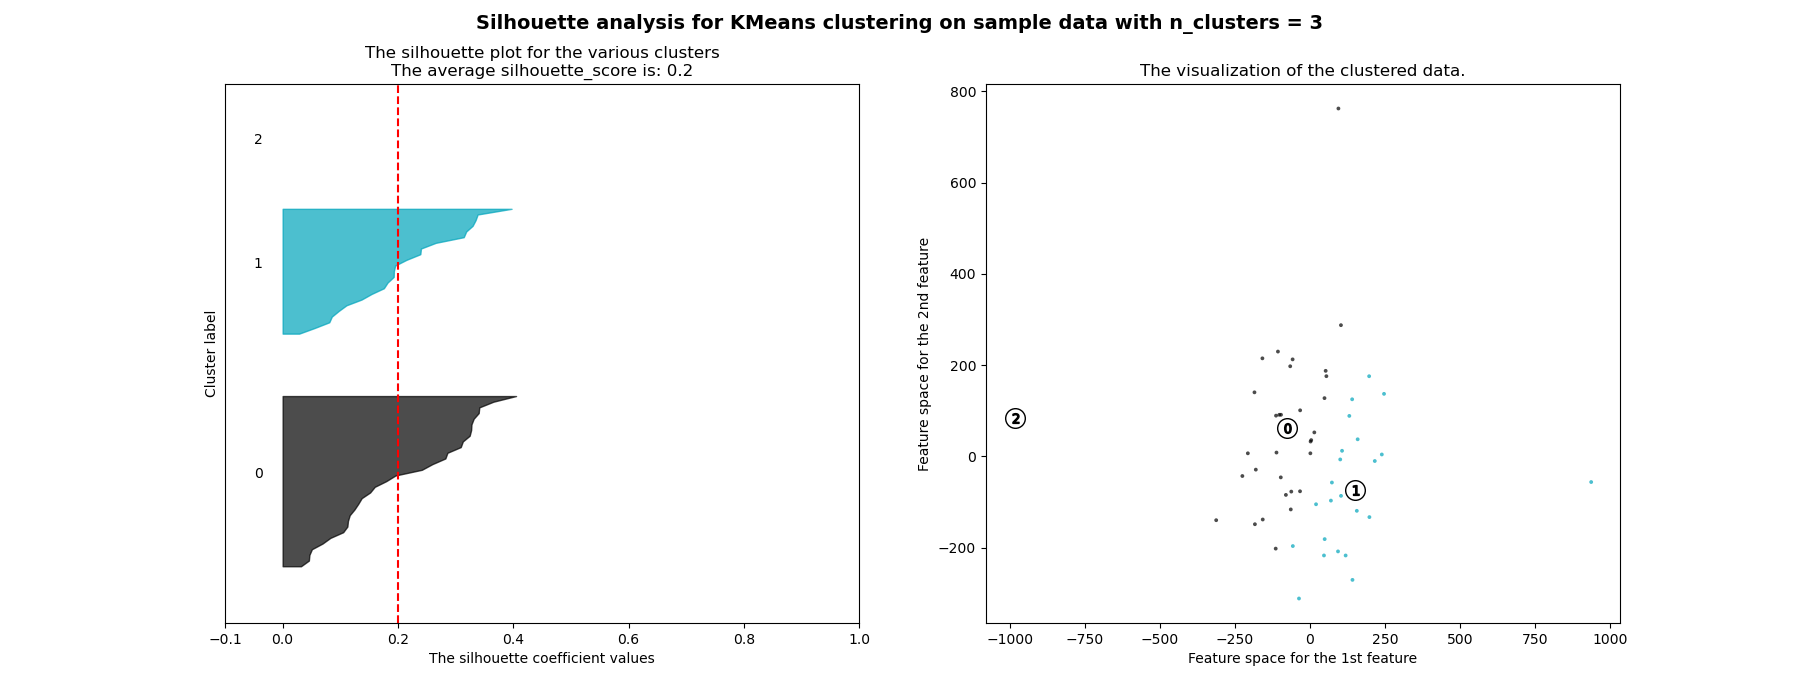 Silhouette analysis for KMeans clustering on sample data with n_clusters = 3
The silhouette plot for the various clusters
The average silhouette_score is: 0.2
2
1
0
Cluster label
−0.1 0.0 0.2 0.4 0.6 0.8 1.0
The silhouette coefficient values
The visualization of the clustered data.
800
600
400
200
0
−200
Feature space for the 2nd feature
2
0
1
−1000 −750 −500 −250 0 250 500 750 1000
Feature space for the 1st feature